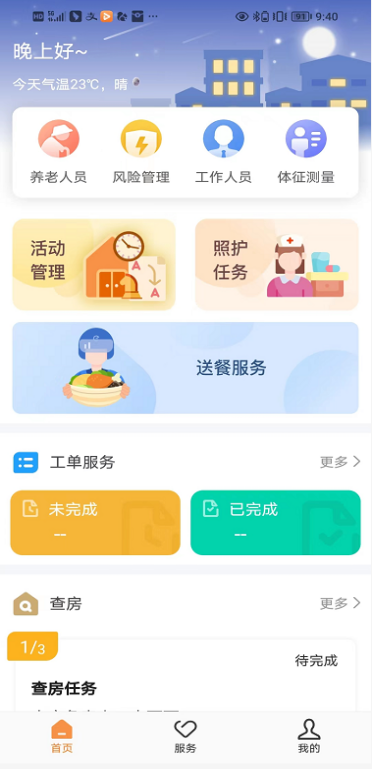 HD 5G 91 9:40
晚上好~
今天气温23℃，晴
养老人员 风险管理 工作人员 体征测量
活动
管理
照护
任务
送餐服务
工单服务 更多
未完成 已完成
-- --
查房 更多
1/3
待完成
查房任务
首页 服务 我的